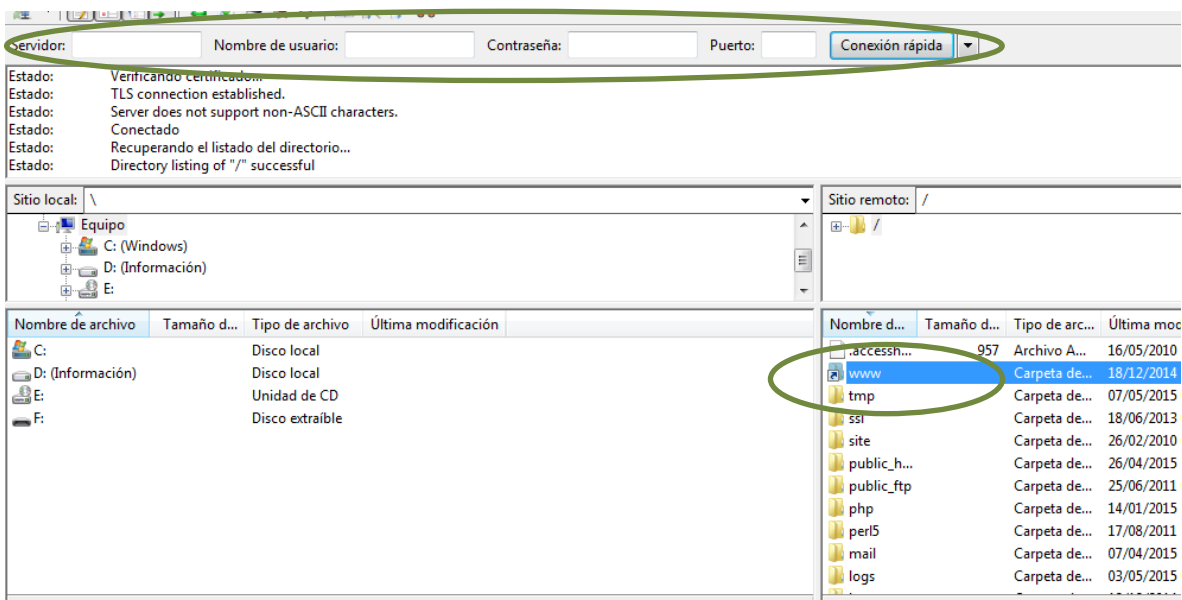 Servidor: Nombre de usuario: Contraseña: Puerto: Conexión rápida
Estado: Verificando certificado...
Estado: TLS connection established.
Estado: Server does not support non-ASCII characters.
Estado: Conectado
Estado: Recuperando el listado del directorio...
Estado: Directory listing of "/" successful
Sitio local: \
Equipo
C: (Windows)
D: (Información)
E:
Sitio remoto: /
/
Nombre de archivo Tamaño d... Tipo de archivo Última modificación
C: Disco local
D: (Información) Disco local
E: Unidad de CD
F: Disco extraíble
Nombre d... Tamaño d... Tipo de arc... Última mod
.accessh... 957 Archivo A... 16/05/2010
www Carpeta de... 18/12/2014
tmp Carpeta de... 07/05/2015
ssl Carpeta de... 18/06/2013
site Carpeta de... 26/02/2010
public_h... Carpeta de... 26/04/2015
public_ftp Carpeta de... 25/06/2011
php Carpeta de... 14/01/2015
perl5 Carpeta de... 17/08/2011
mail Carpeta de... 07/04/2015
logs Carpeta de... 03/05/2015